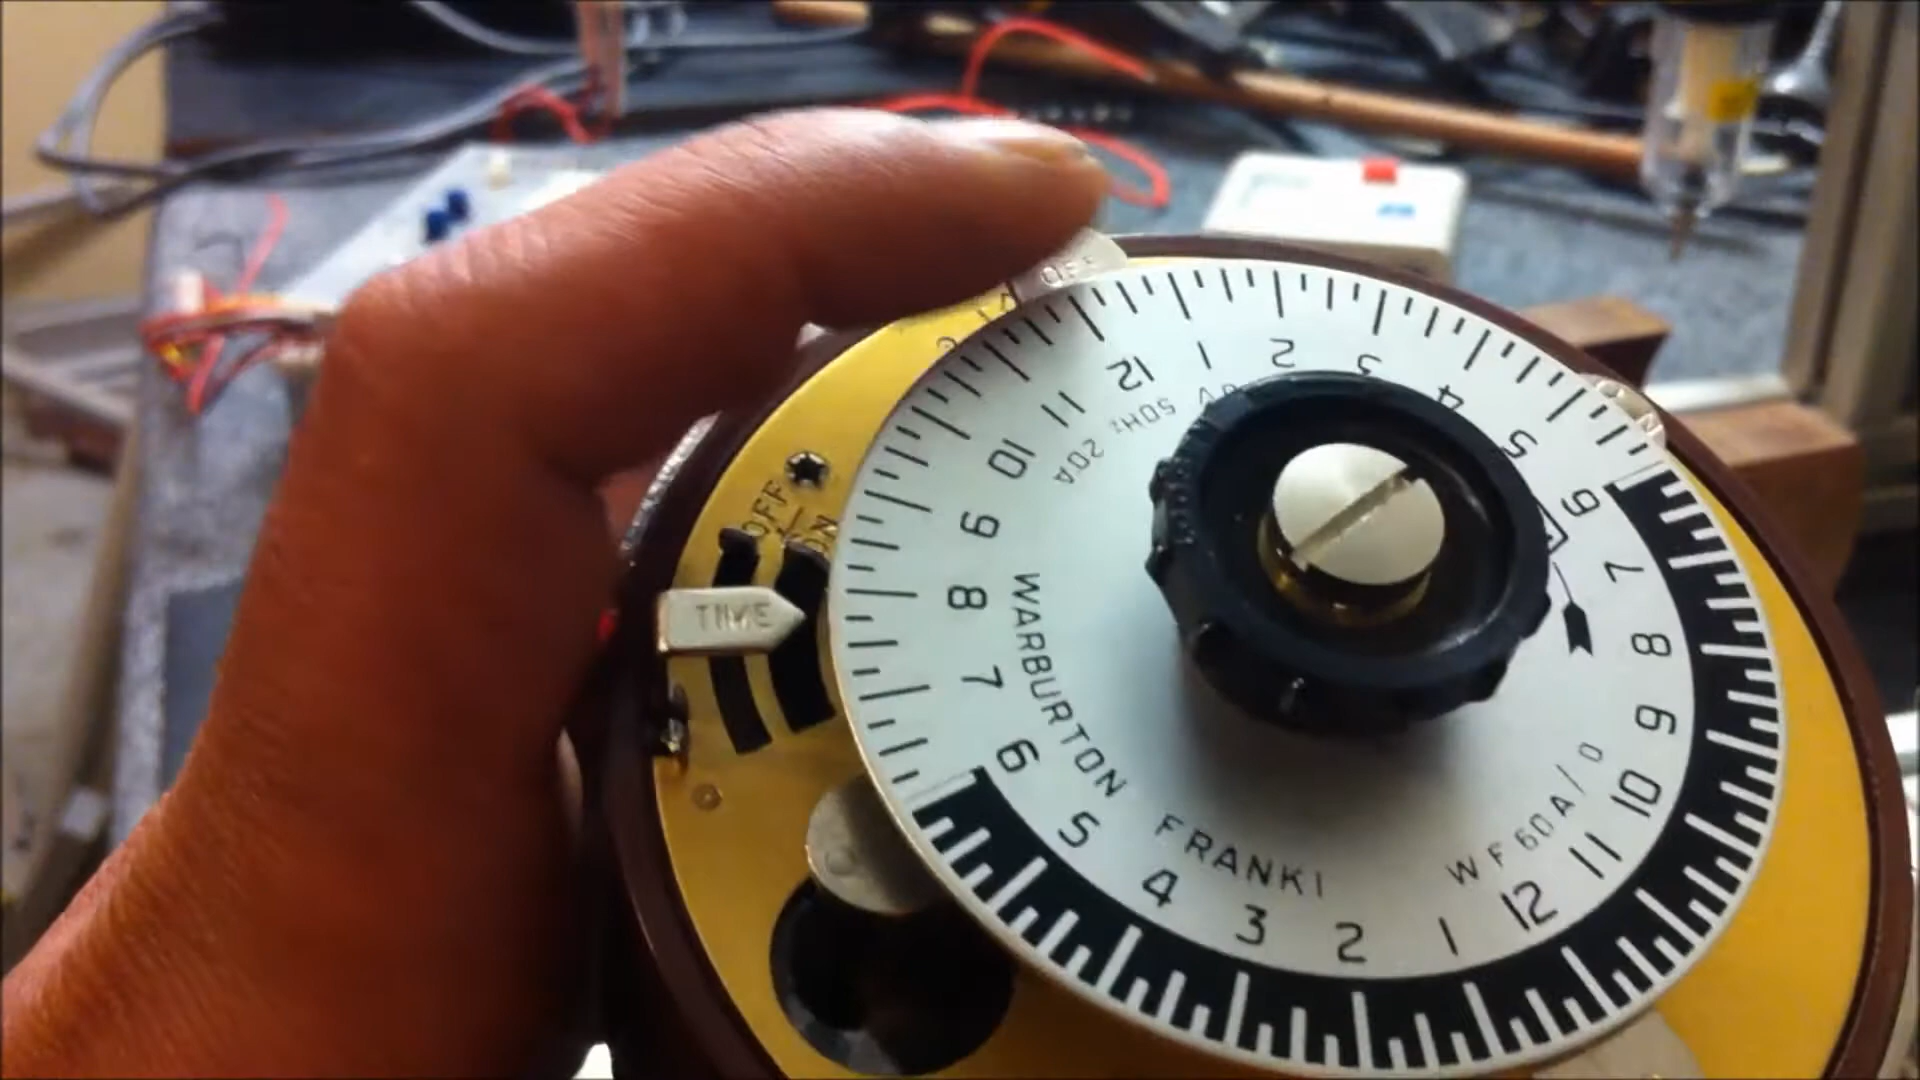 OFF
ON
OFF
ON
TIME
12 1 2 3 4 5 6 7 8 9 10 11 12 1 2 3 4 5 6 7 8 9 10 11
50Hz 20A
WARBURTON FRANKI
WF60A/0